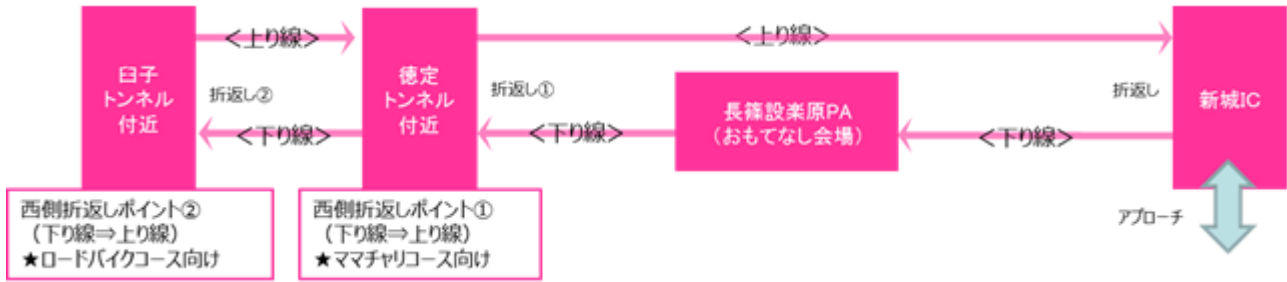 ＜上り線＞
＜上り線＞
臼子
トンネル
付近
折返し②
徳定
トンネル
付近
折返し①
長篠設楽原PA
（おもてなし会場）
折返し
新城IC
＜下り線＞
＜下り線＞
＜下り線＞
西側折返しポイント②
（下り線⇒上り線）
★ロードバイクコース向け
西側折返しポイント①
（下り線⇒上り線）
★ママチャリコース向け
アプローチ